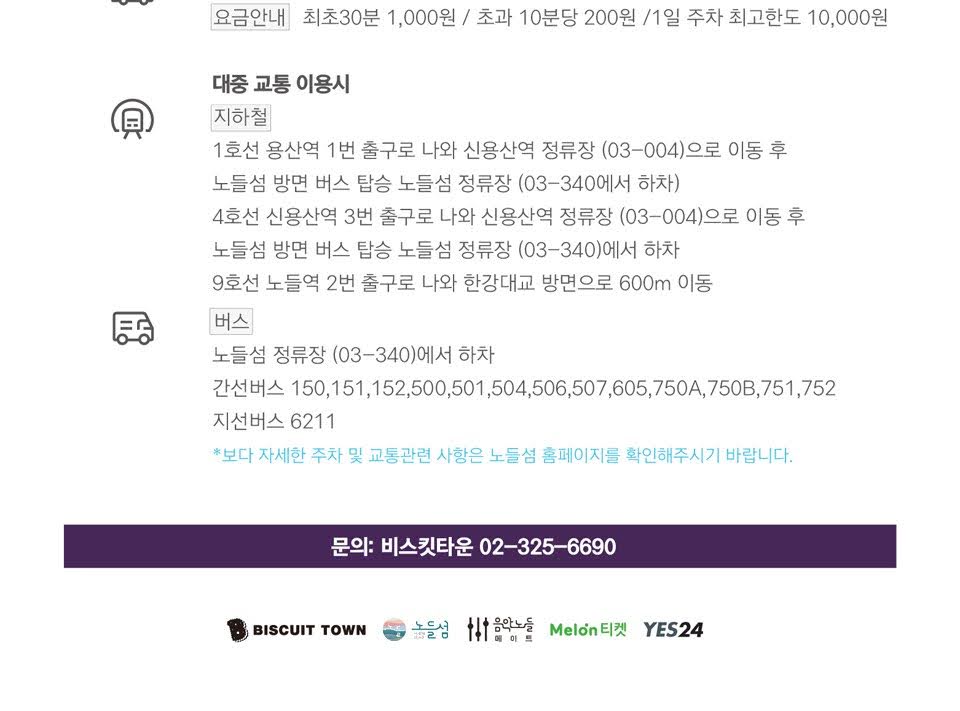 요금안내 최초30분 1,000원 / 초과 10분당 200원 /1일 주차 최고한도 10,000원
대중 교통 이용시
지하철
1호선 용산역 1번 출구로 나와 신용산역 정류장 (03-004)으로 이동 후
노들섬 방면 버스 탑승 노들섬 정류장 (03-340에서 하차)
4호선 신용산역 3번 출구로 나와 신용산역 정류장 (03-004)으로 이동 후
노들섬 방면 버스 탑승 노들섬 정류장 (03-340)에서 하차
9호선 노들역 2번 출구로 나와 한강대교 방면으로 600m 이동
버스
노들섬 정류장 (03-340)에서 하차
간선버스 150,151,152,500,501,504,506,507,605,750A,750B,751,752
지선버스 6211
*보다 자세한 주차 및 교통관련 사항은 노들섬 홈페이지를 확인해주시기 바랍니다.
문의: 비스킷타운 02-325-6690
BISCUIT TOWN 노들섬 음악노들 메이트 Melon티켓 YES24